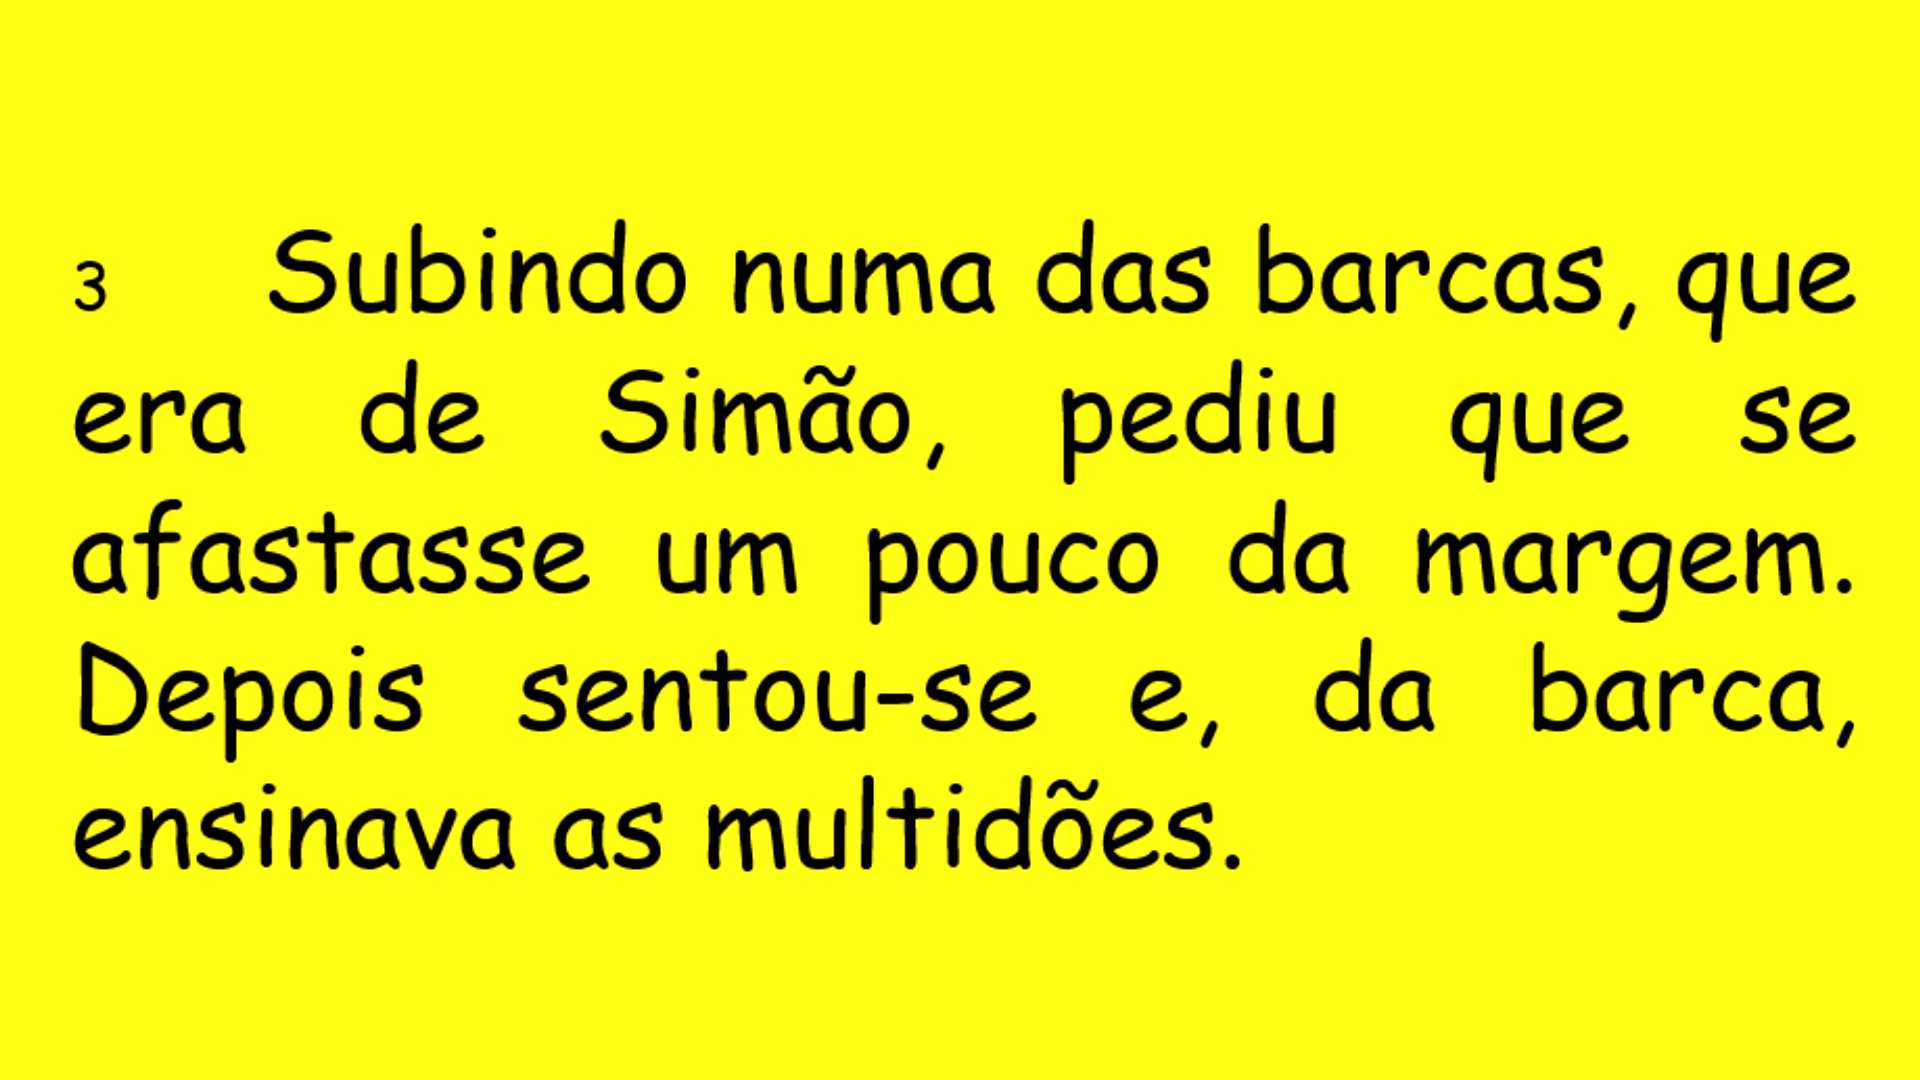 3 Subindo numa das barcas, que
era de Simão, pediu que se
afastasse um pouco da margem.
Depois sentou-se e, da barca,
ensinava as multidões.